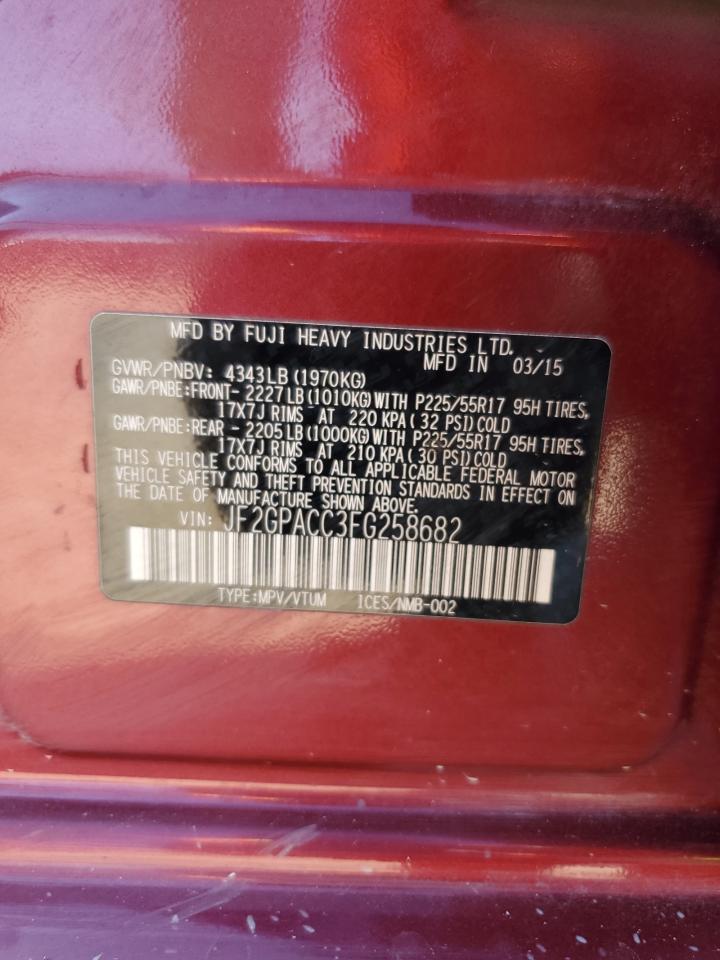 MFD BY FUJI HEAVY INDUSTRIES LTD.
MFD IN 03/15
GVWR/PNBV: 4343LB (1970KG)
GAWR/PNBE:FRONT- 2227LB (1010KG) WITH P225/55R17 95H TIRES,
17X7J RIMS AT 220 KPA ( 32 PSI) COLD
GAWR/PNBE:REAR - 2205LB (1000KG) WITH P225/55R17 95H TIRES,
17X7J RIMS AT 210 KPA ( 30 PSI) COLD
THIS VEHICLE CONFORMS TO ALL APPLICABLE FEDERAL MOTOR
VEHICLE SAFETY AND THEFT PREVENTION STANDARDS IN EFFECT ON
THE DATE OF MANUFACTURE SHOWN ABOVE.
VIN: JF2GPACC3FG258682
TYPE:MPV/VTUM ICES/NMB-002